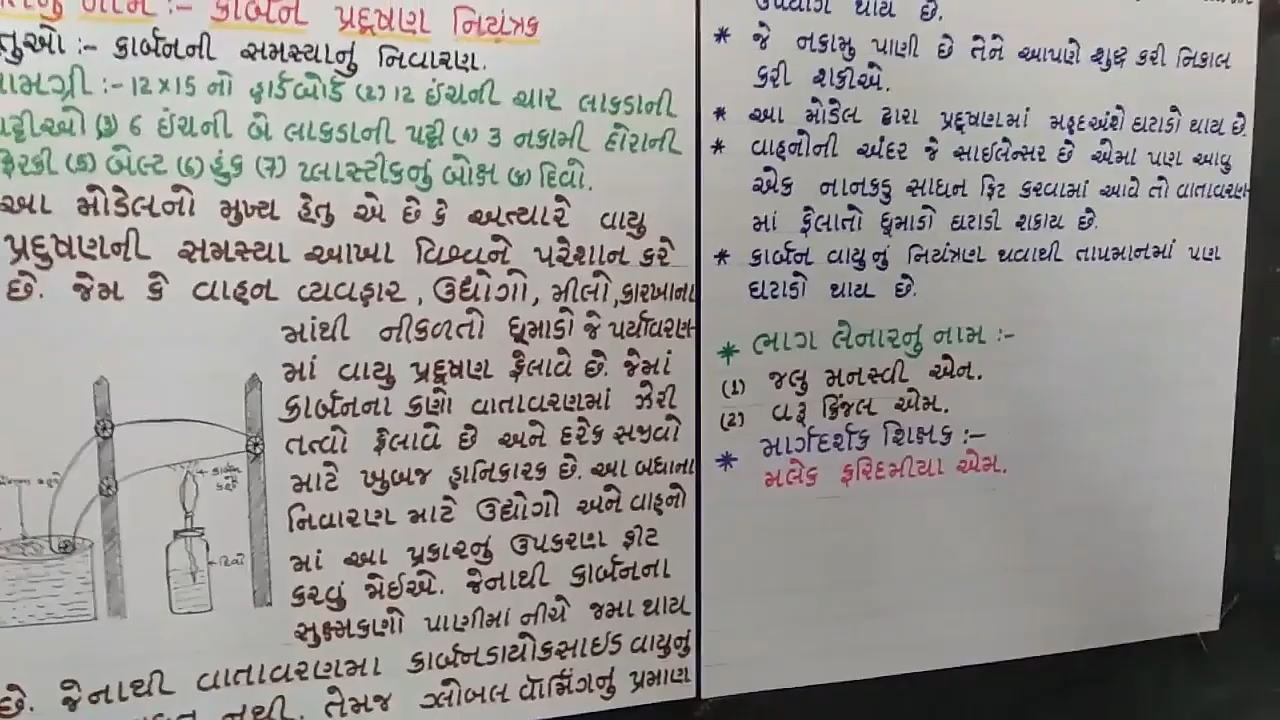 નામ :- કાર્બન પ્રદૂષણ નિયંત્રક
તુઓ :- કાર્બનની સમસ્યાનું નિવારણ.
ામગ્રી :- 12 x 15 નો હાર્ડબોર્ડ (2) 12 ઇંચની ચાર લાકડાની
પટ્ટીઓ (3) 6 ઇંચની બે લાકડાની પટ્ટી (4) 3 નકામી દોરાની
ફિરકી (5) બેલ્ટ (6) હુંક (7) પ્લાસ્ટીકનું બોક્ષ (8) દિવો.
આ મોડેલનો મુખ્ય હેતુ એ છે કે અત્યારે વાયુ
પ્રદુષણની સમસ્યા આખા વિશ્વને પરેશાન કરે
છે. જેમ કે વાહન વ્યવહાર, ઉદ્યોગો, મીલો, કારખાના
માંથી નીકળતો ધૂમાડો જે પર્યાવરણ-
માં વાયુ પ્રદૂષણ ફેલાવે છે. જેમાં
કાર્બનના કણો વાતાવરણમાં ઝેરી
તત્વો ફેલાવે છે અને દરેક સજીવો
માટે ખુબજ હાનિકારક છે. આ બધાના
નિવારણ માટે ઉદ્યોગો અને વાહનો
માં આ પ્રકારનુ ઉપકરણ ફીટ
કરવું જોઈએ. જેનાથી કાર્બનના
સુક્ષ્મકણો પાણીમાં નીચે જમા થાય
છે. જેનાથી વાતાવરણમા કાર્બનડાયોકસાઇડ વાયુનું
નથી. તેમજ ગ્લોબલ વૉર્મિંગનું પ્રમાણ
કાર્બન
દિવો
ઉપયોગ થાય છે.
* જે નકામુ પાણી છે તેને આપણે શુદ્ધ કરી નિકાલ
કરી શકીએ.
* આ મોડેલ દ્વારા પ્રદૂષણમાં મહદઅંશે ઘટાડો થાય છે.
* વાહનોની અંદર જે સાઇલેન્સર છે એમાં પણ આવુ
એક નાનકડુ સાધન ફિટ કરવામાં આવે તો વાતાવરણ-
માં ફેલાતો ધૂમાડો ઘટાડી શકાય છે.
* કાર્બન વાયુનું નિયંત્રણ થવાથી તાપમાનમાં પણ
ઘટાડો થાય છે.
* ભાગ લેનારનું નામ :-
(1) જલુ મનસ્વી એન.
(2) વરૂ કિંજલ એમ.
* માર્ગદર્શક શિક્ષક :-
મલેક ફરિદમીયા એમ.